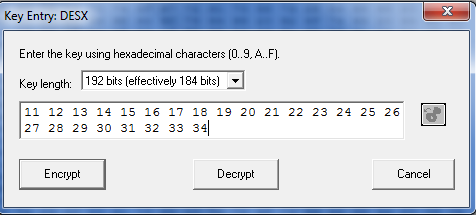 Key Entry: DESX
Enter the key using hexadecimal characters (0..9, A..F).
Key length: 192 bits (effectively 184 bits)
11 12 13 14 15 16 17 18 19 20 21 22 23 24 25 26
27 28 29 30 31 32 33 34
Encrypt Decrypt Cancel